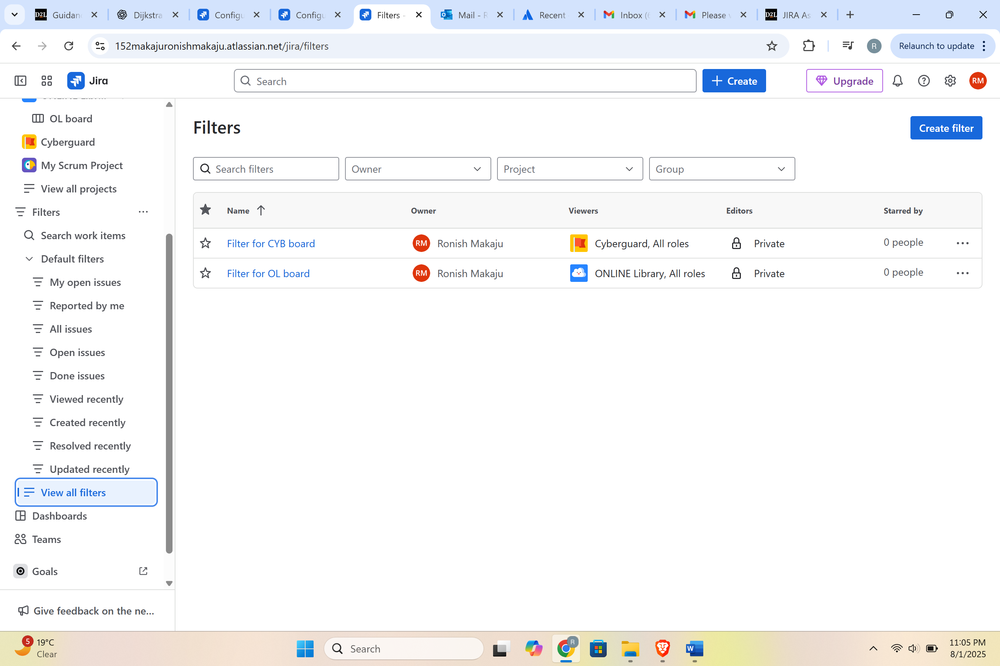 Guidan
Dijkstra
Configu
Configu
Filters -
Mail - R
Recent -
Inbox (6
Please v
JIRA As
152makajuronishmakaju.atlassian.net/jira/filters
R
Relaunch to update
Jira
Search
Create
Upgrade
RM
OL board
Cyberguard
My Scrum Project
View all projects
Filters
Search work items
Default filters
My open issues
Reported by me
All issues
Open issues
Done issues
Viewed recently
Created recently
Resolved recently
Updated recently
View all filters
Dashboards
Teams
Goals
Give feedback on the ne...
Filters
Create filter
Search filters
Owner
Project
Group
Name
Owner
Viewers
Editors
Starred by
Filter for CYB board
RM
Ronish Makaju
Cyberguard, All roles
Private
0 people
Filter for OL board
RM
Ronish Makaju
ONLINE Library, All roles
Private
0 people
5
19°C
Clear
Search
11:05 PM
8/1/2025